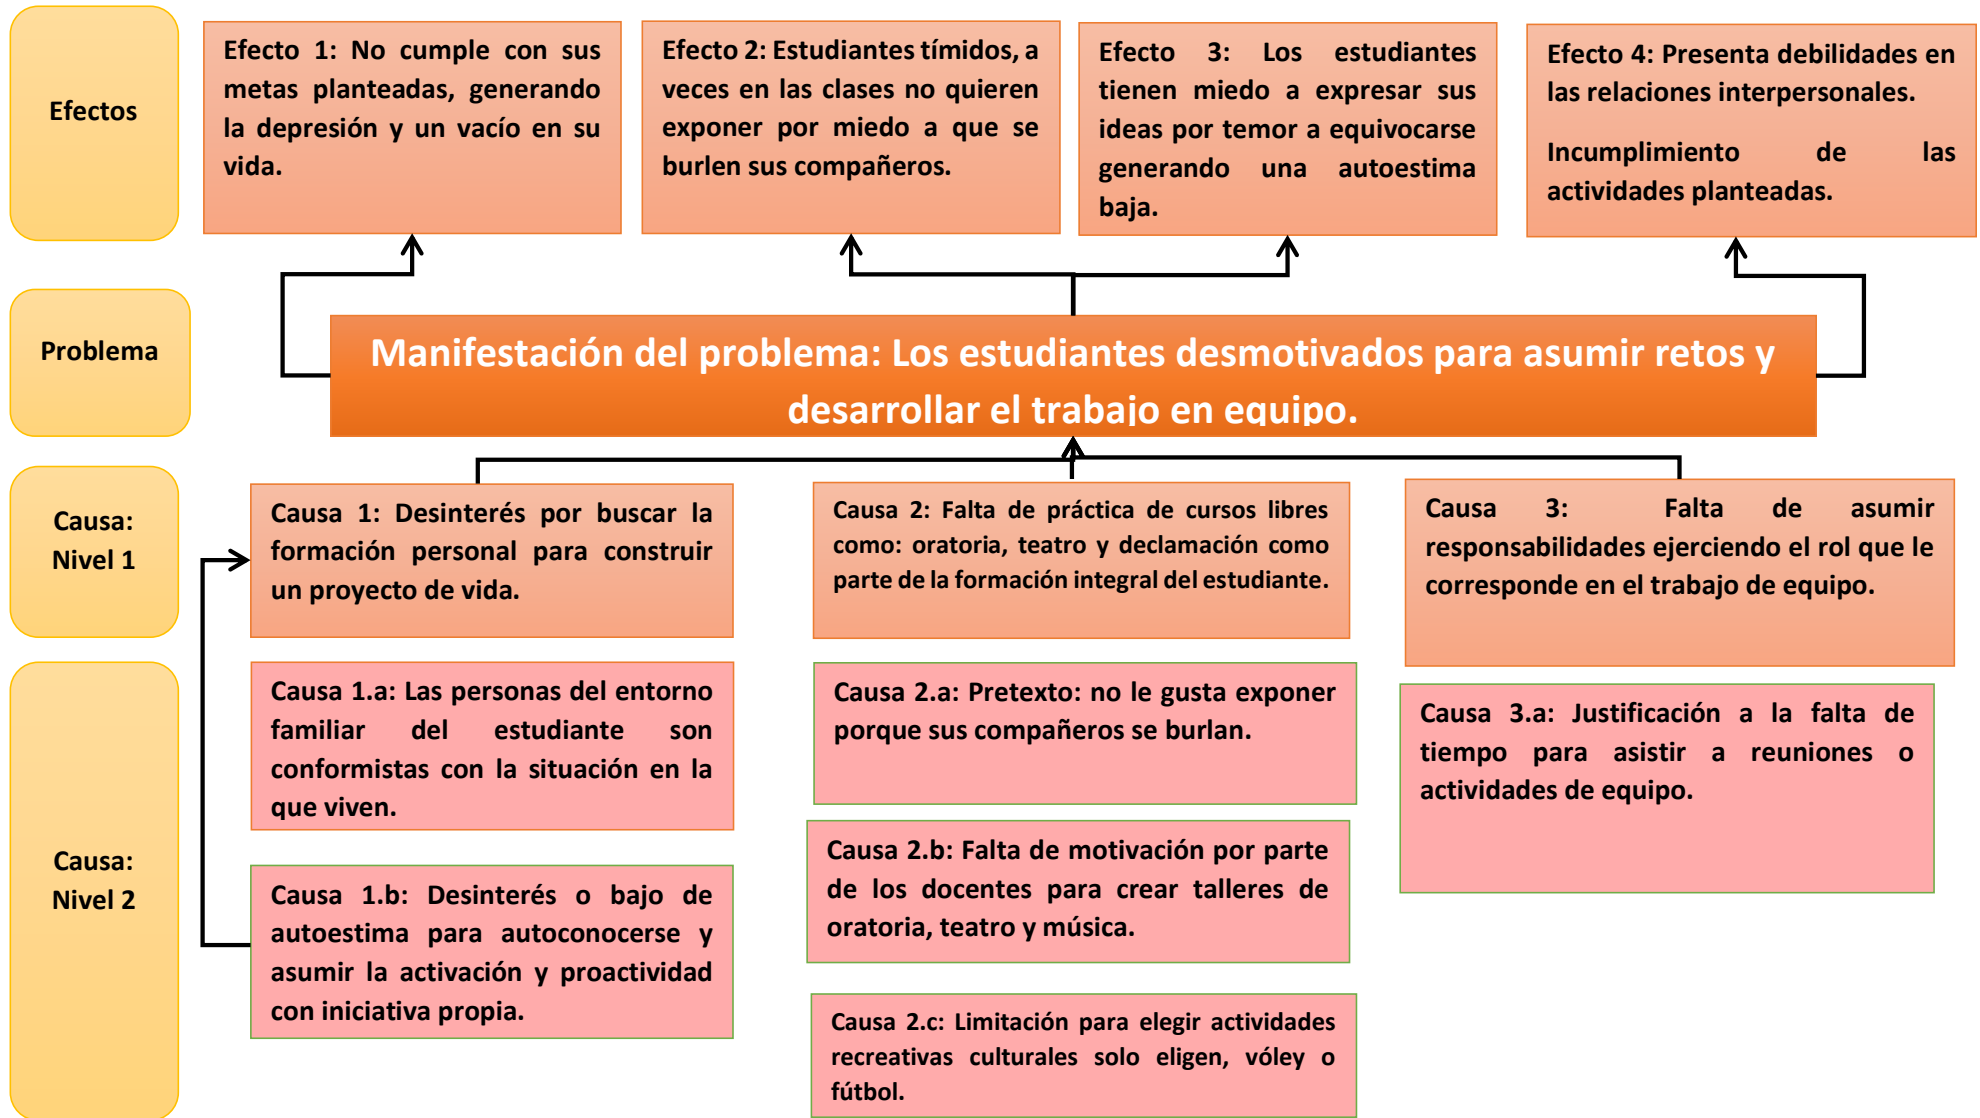 Efectos
Efecto 1: No cumple con sus
metas planteadas, generando
la depresión y un vacío en su
vida.
Efecto 2: Estudiantes tímidos, a
veces en las clases no quieren
exponer por miedo a que se
burlen sus compañeros.
Efecto 3: Los estudiantes
tienen miedo a expresar sus
ideas por temor a equivocarse
generando una autoestima
baja.
Efecto 4: Presenta debilidades en
las relaciones interpersonales.
Incumplimiento de las
actividades planteadas.
Problema
Manifestación del problema: Los estudiantes desmotivados para asumir retos y
desarrollar el trabajo en equipo.
Causa:
Nivel 1
Causa 1: Desinterés por buscar la
formación personal para construir
un proyecto de vida.
Causa 2: Falta de práctica de cursos libres
como: oratoria, teatro y declamación como
parte de la formación integral del estudiante.
Causa 3: Falta de asumir
responsabilidades ejerciendo el rol que le
corresponde en el trabajo de equipo.
Causa:
Nivel 2
Causa 1.a: Las personas del entorno
familiar del estudiante son
conformistas con la situación en la
que viven.
Causa 1.b: Desinterés o bajo de
autoestima para autoconocerse y
asumir la activación y proactividad
con iniciativa propia.
Causa 2.a: Pretexto: no le gusta exponer
porque sus compañeros se burlan.
Causa 2.b: Falta de motivación por parte
de los docentes para crear talleres de
oratoria, teatro y música.
Causa 2.c: Limitación para elegir actividades
recreativas culturales solo eligen, vóley o
fútbol.
Causa 3.a: Justificación a la falta de
tiempo para asistir a reuniones o
actividades de equipo.